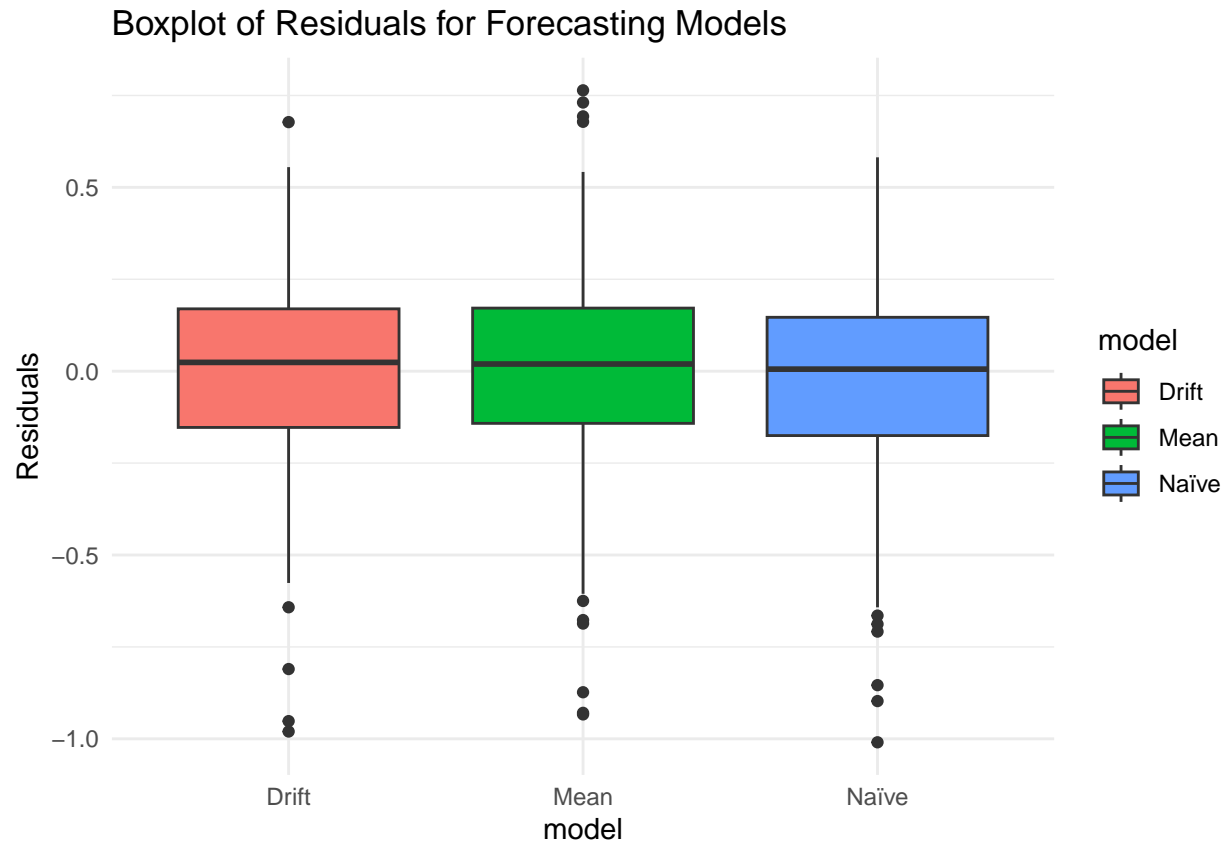 Boxplot of Residuals for Forecasting Models
Residuals
0.5
0.0
−0.5
−1.0
Drift
Mean
Naïve
model
model
Drift
Mean
Naïve